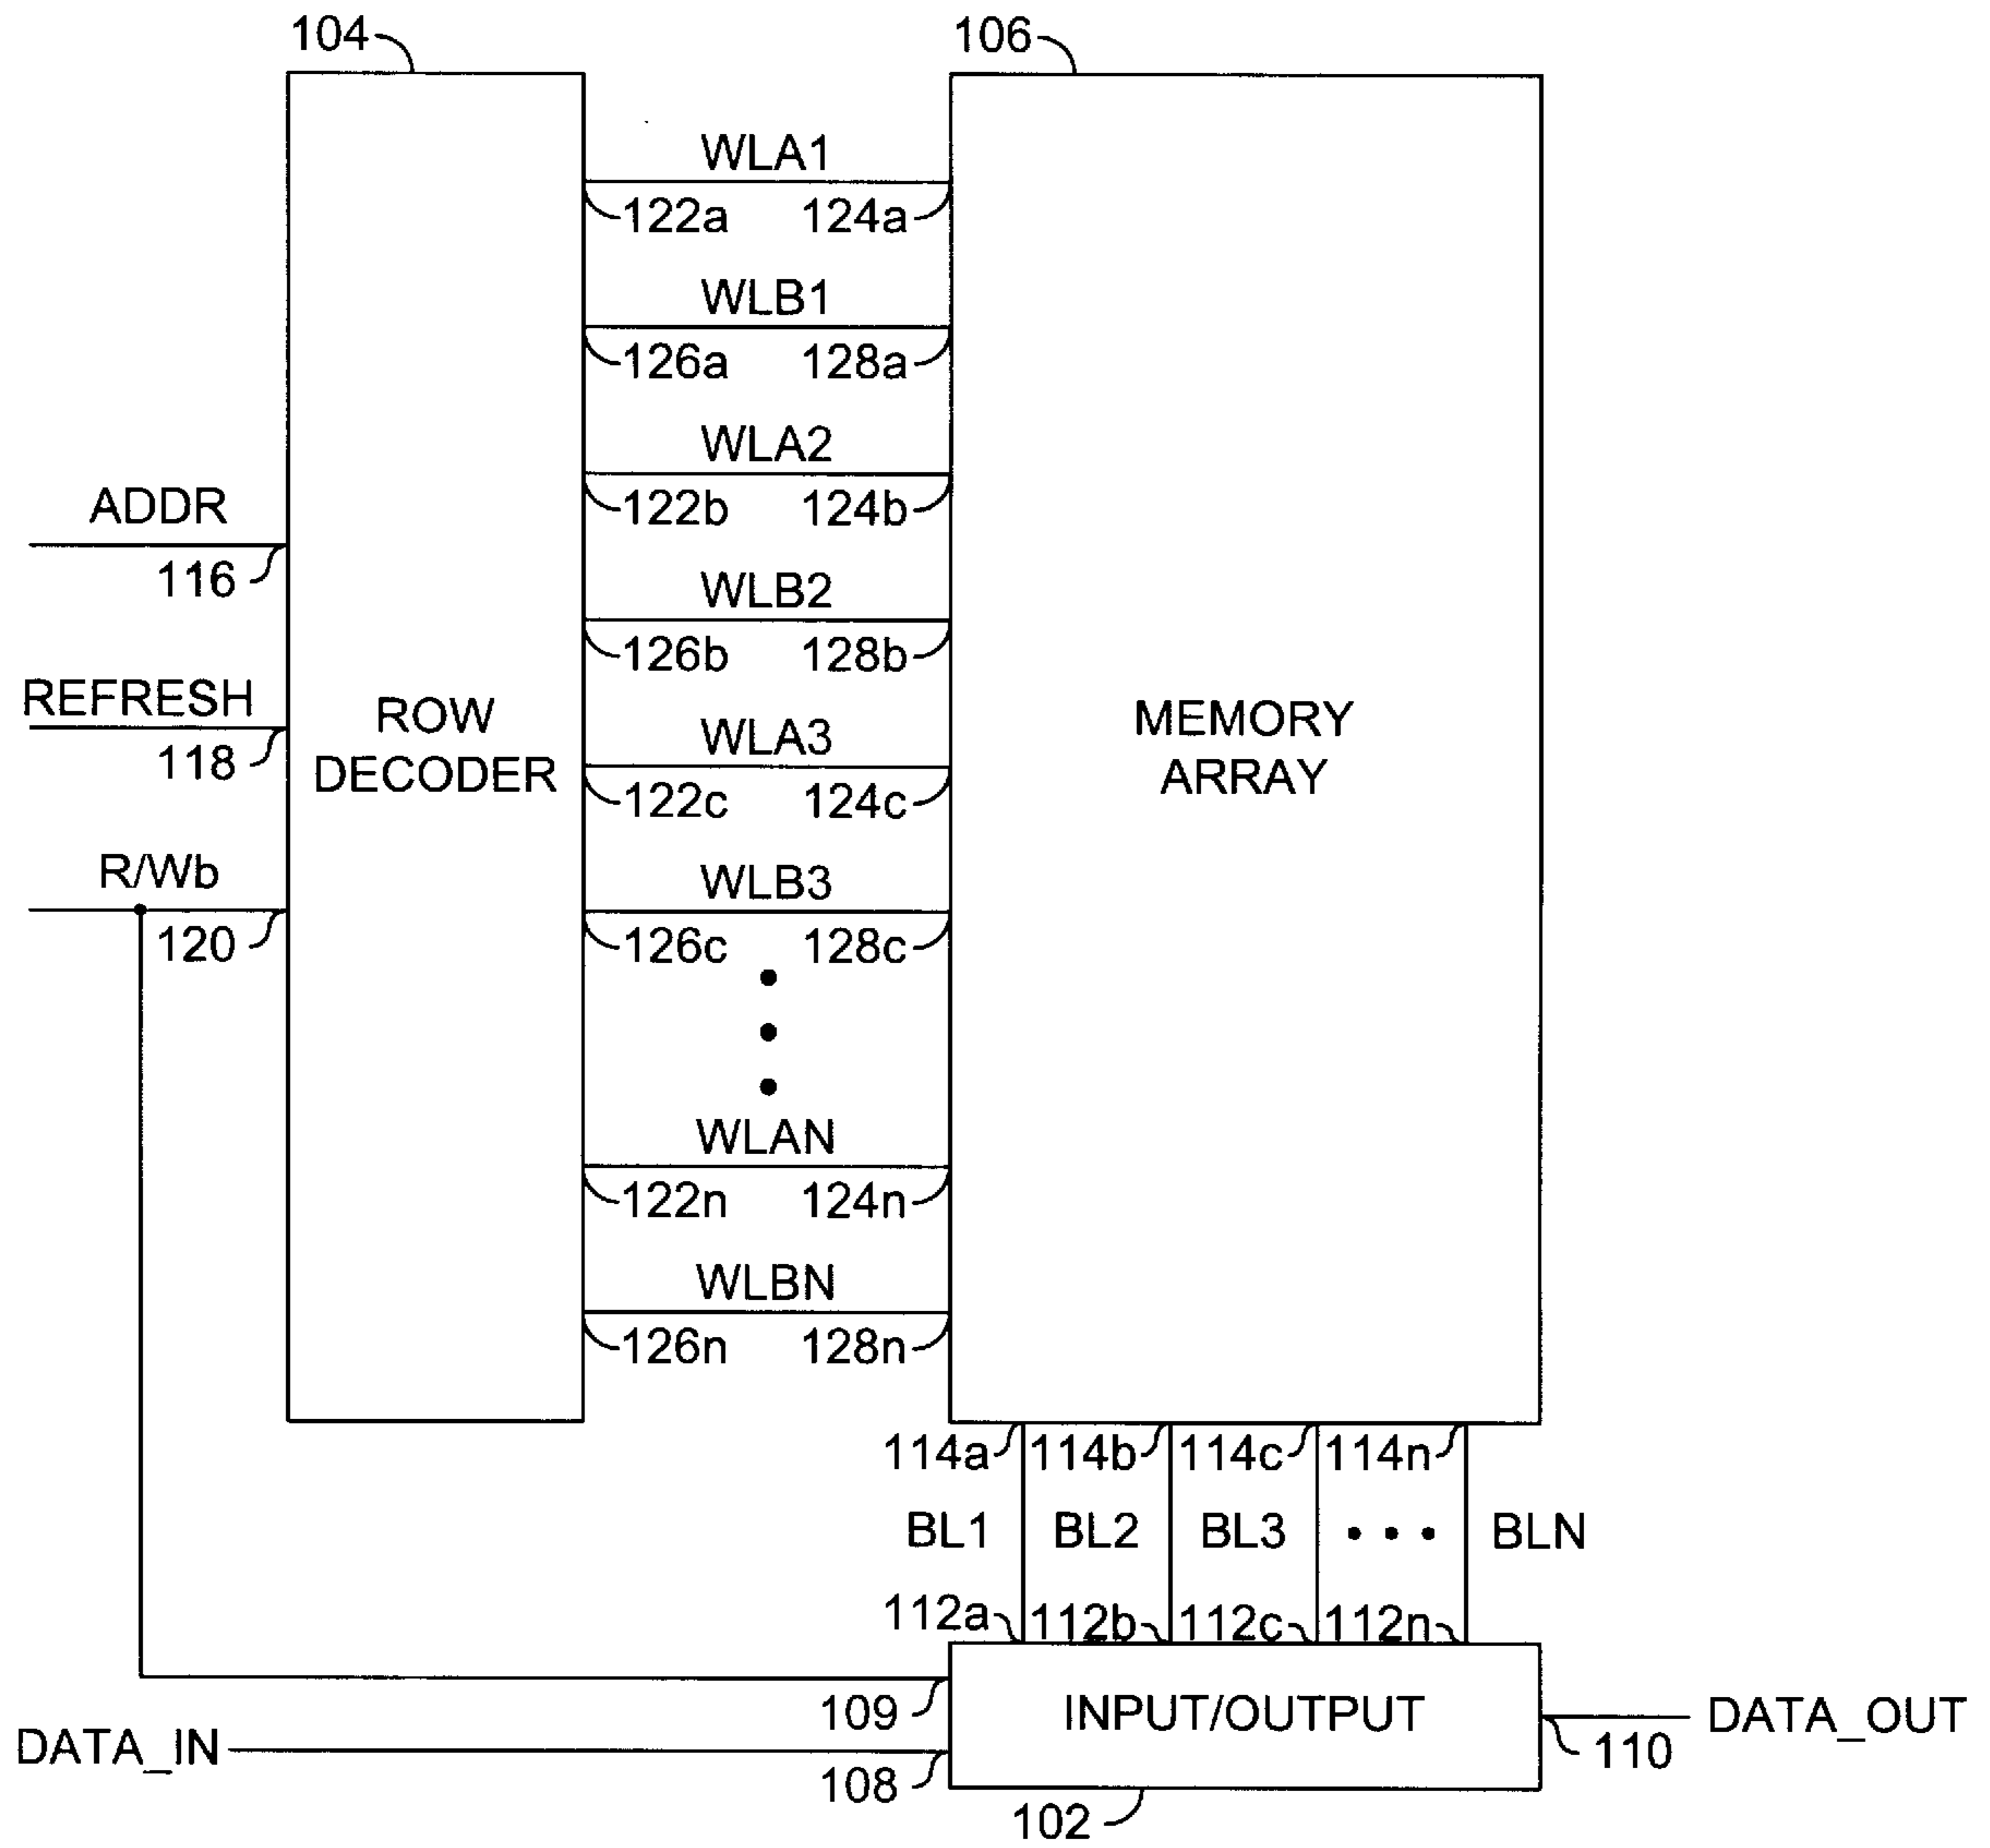 104
106
WLA1
122a 124a
WLB1
126a 128a
WLA2
122b 124b
ADDR
116
WLB2
126b 128b
REFRESH
118
ROW
DECODER
WLA3
122c 124c
MEMORY
ARRAY
R/Wb
120
WLB3
126c 128c
WLAN
122n 124n
WLBN
126n 128n
114a 114b 114c 114n
BL1 BL2 BL3 BLN
112a 112b 112c 112n
109
INPUT/OUTPUT
DATA_OUT
110
DATA_IN
108
102